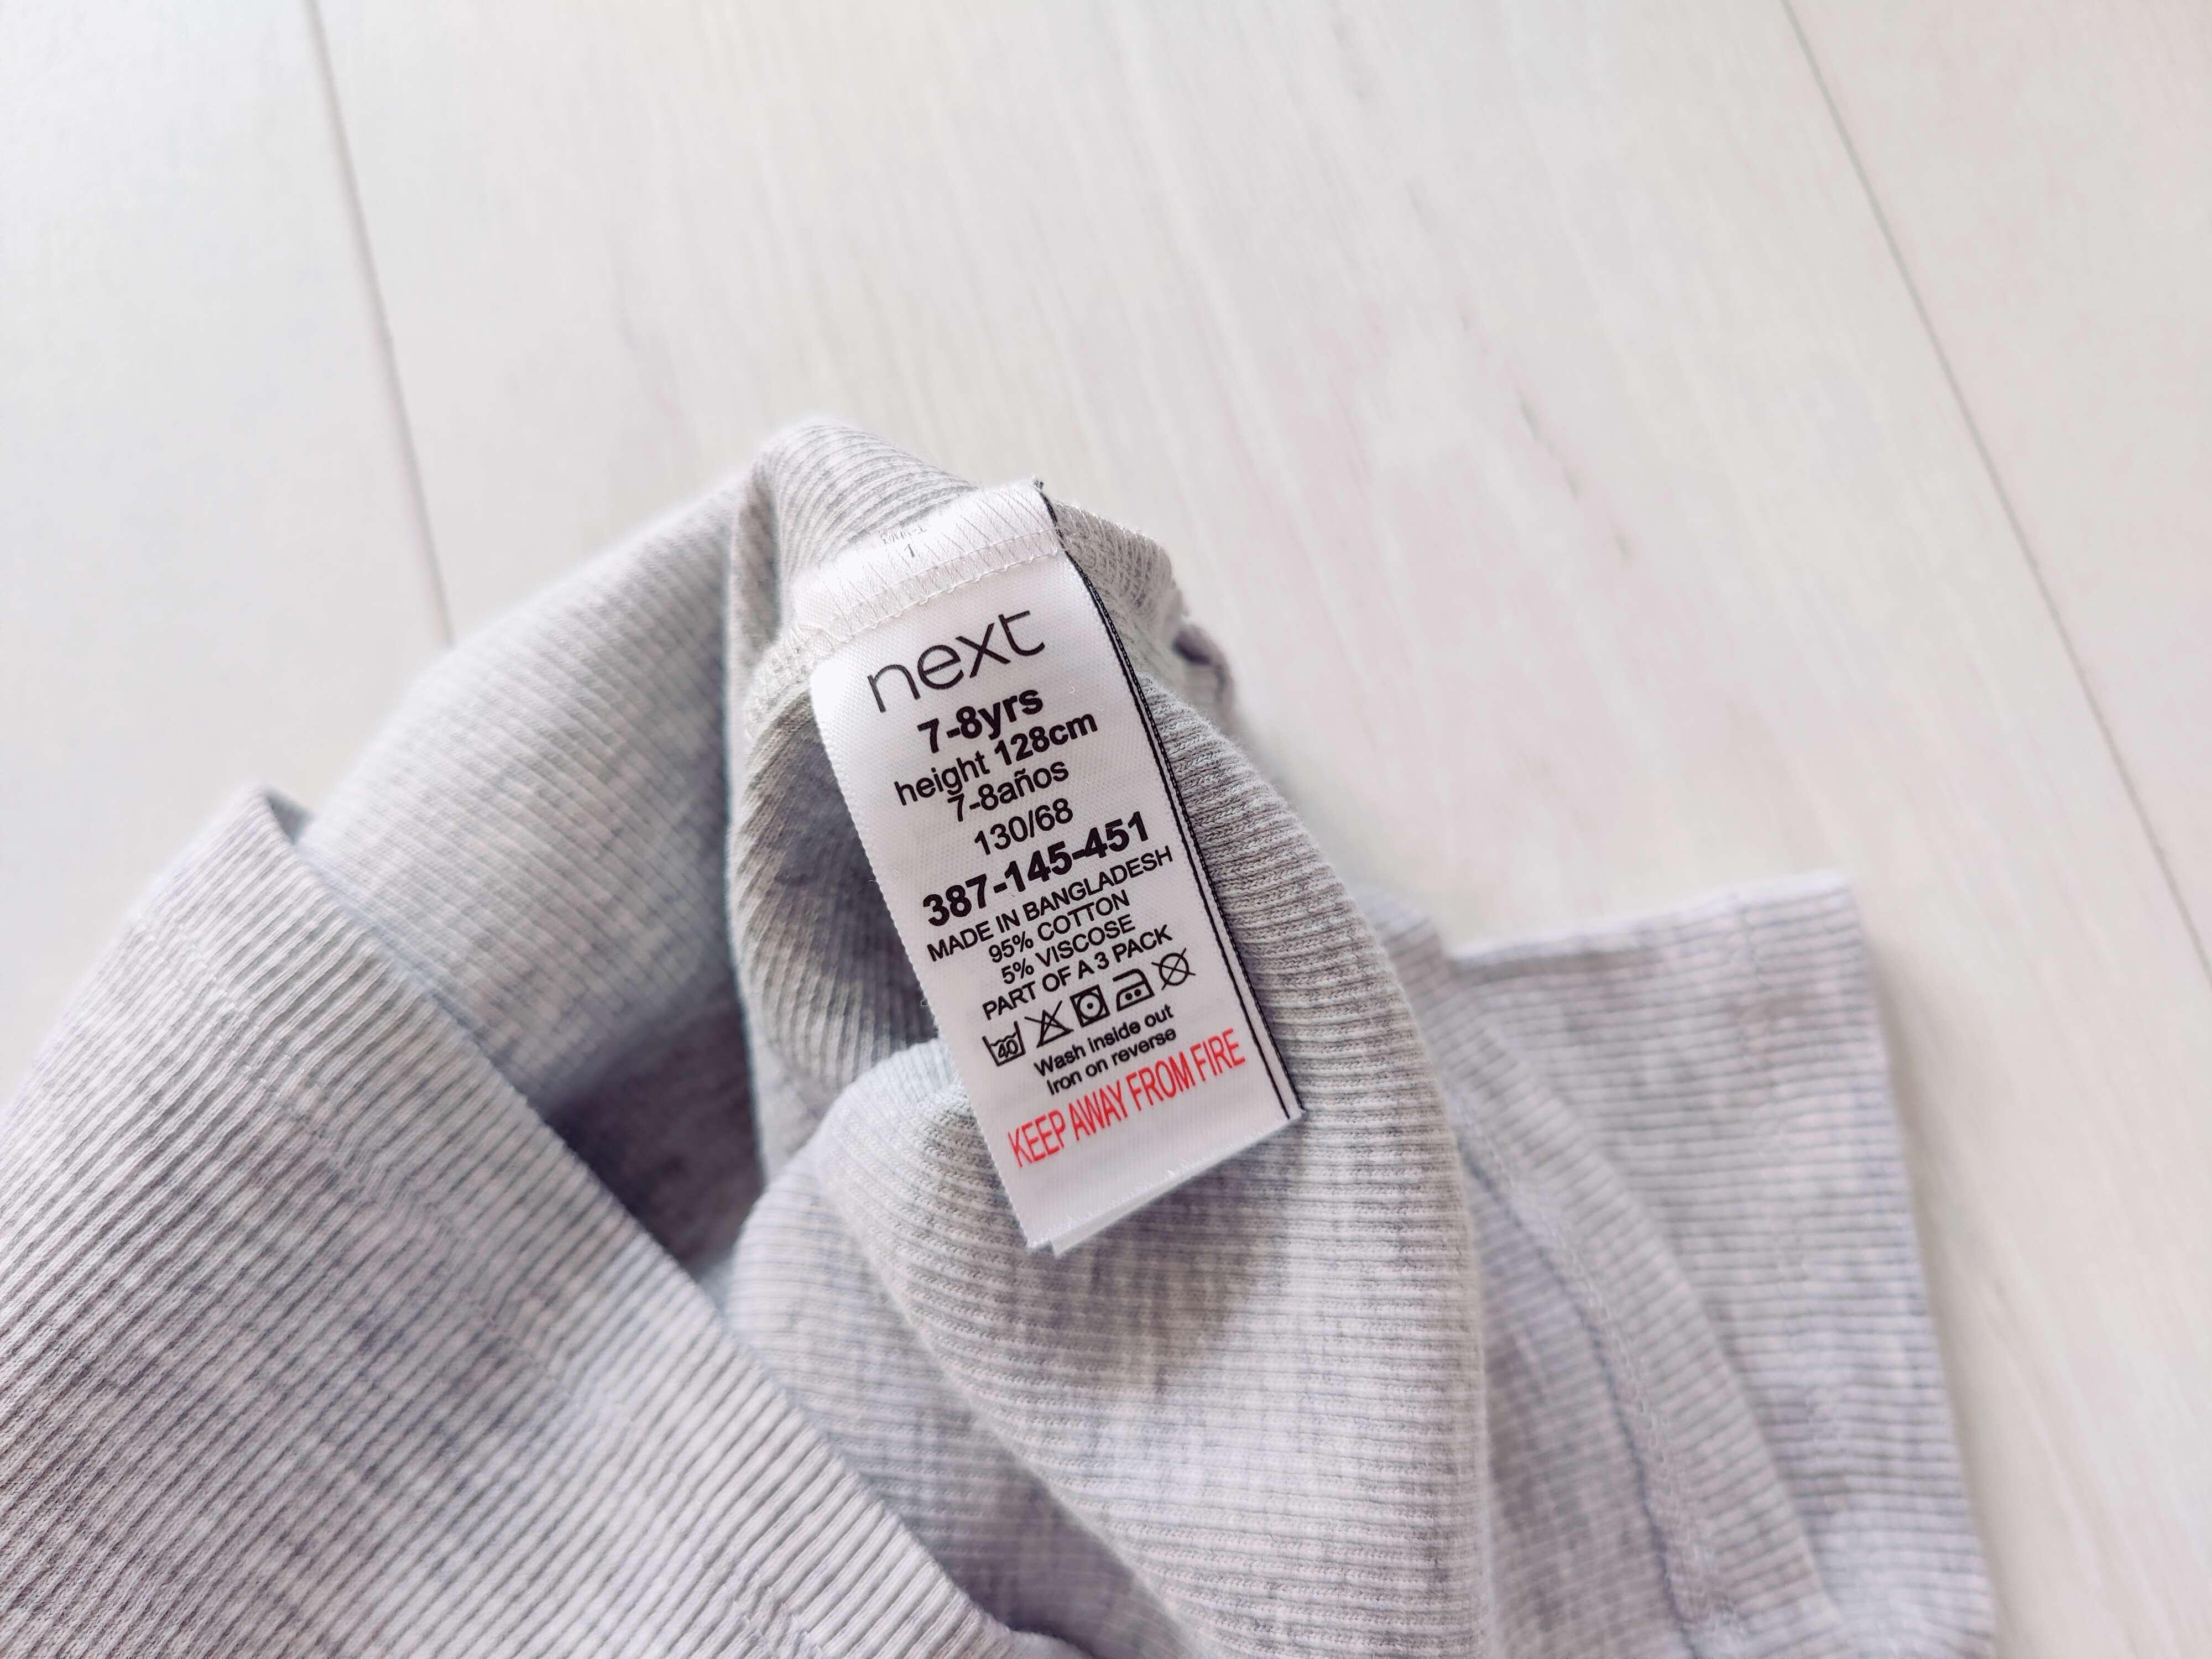 next
7-8yrs
height 128cm
7-8años
130/68
387-145-451
MADE IN BANGLADESH
95% COTTON
5% VISCOSE
PART OF A 3 PACK
40
Wash inside out
Iron on reverse
KEEP AWAY FROM FIRE